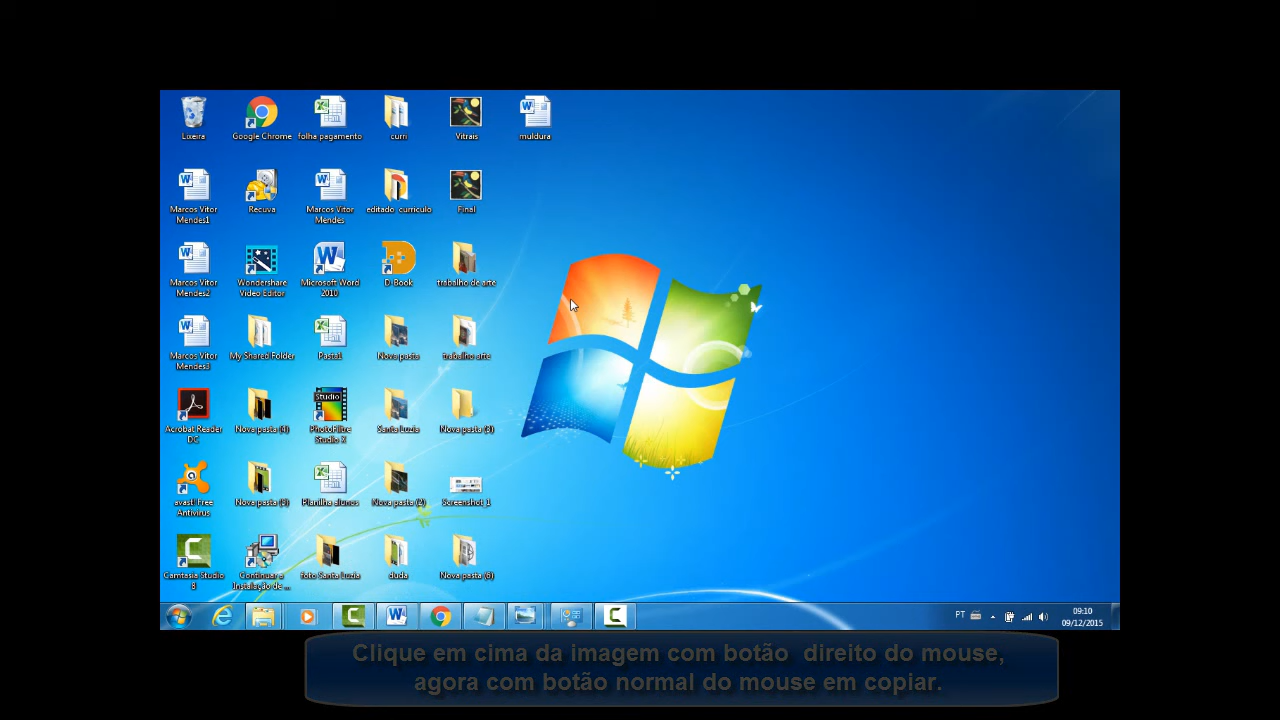 Lixeira
Google Chrome
folha pagamento
curri
Vitrais
muldura
Marcos Vitor
Mendes1
Recuva
Marcos Vitor
Mendes
editado curriculo
Final
Marcos Vitor
Mendes2
Wondershare
Video Editor
Microsoft Word
2010
D Book
trabalho de arte
Marcos Vitor
Mendes3
My Shared Folder
Pasta1
Nova pasta
trabalho arte
Acrobat Reader
DC
Nova pasta (4)
Studio
PhotoFiltre
Studio X
Santa Luzia
Nova pasta (3)
avast! Free
Antivirus
Planilha alunos
Nova pasta (2)
Screenshot_1
Camtasia Studio
8
Continuar a
Instalação de ...
foto Santa Luzia
duda
Nova pasta (6)
PT
09:10
09/12/2015
Clique em cima da imagem com botão direito do mouse,
agora com botão normal do mouse em copiar.